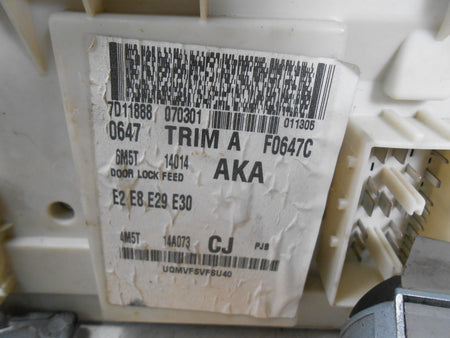 7D11888 070301 011306
0647 TRIM A F0647C
6M5T 14014 AKA
DOOR LOCK FEED
E2 E8 E29 E30
4M5T 14A073 CJ PJB
UQMVFSVFSU40